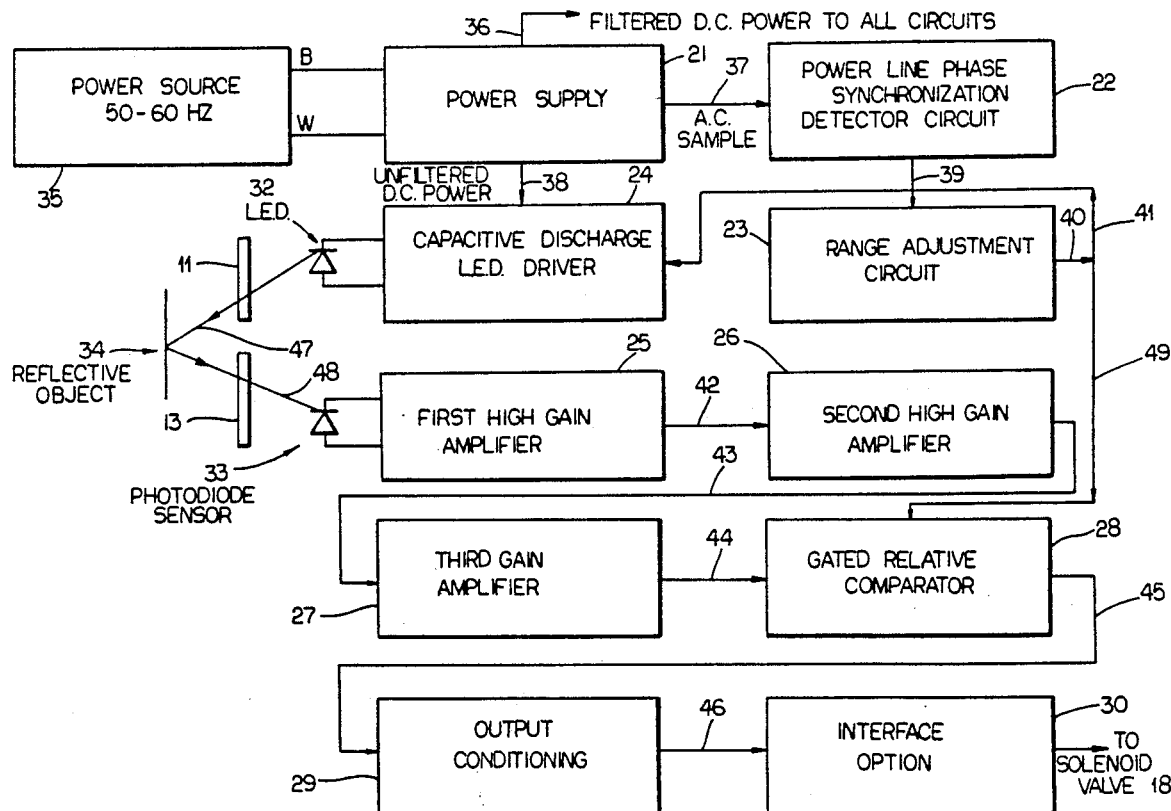 36
FILTERED D.C. POWER TO ALL CIRCUITS
POWER SOURCE
50-60 HZ
35
B
W
POWER SUPPLY
21
37
A.C.
SAMPLE
POWER LINE PHASE
SYNCHRONIZATION
DETECTOR CIRCUIT
22
UNFILTERED
D.C. POWER
38
39
32
L.E.D.
24
CAPACITIVE DISCHARGE
L.E.D. DRIVER
23
RANGE ADJUSTMENT
CIRCUIT
40
41
11
47
34
REFLECTIVE
OBJECT
48
13
33
PHOTODIODE
SENSOR
25
FIRST HIGH GAIN
AMPLIFIER
42
26
SECOND HIGH GAIN
AMPLIFIER
49
43
THIRD GAIN
AMPLIFIER
27
44
GATED RELATIVE
COMPARATOR
28
45
OUTPUT
CONDITIONING
29
46
INTERFACE
OPTION
30
TO
SOLENOID
VALVE 18